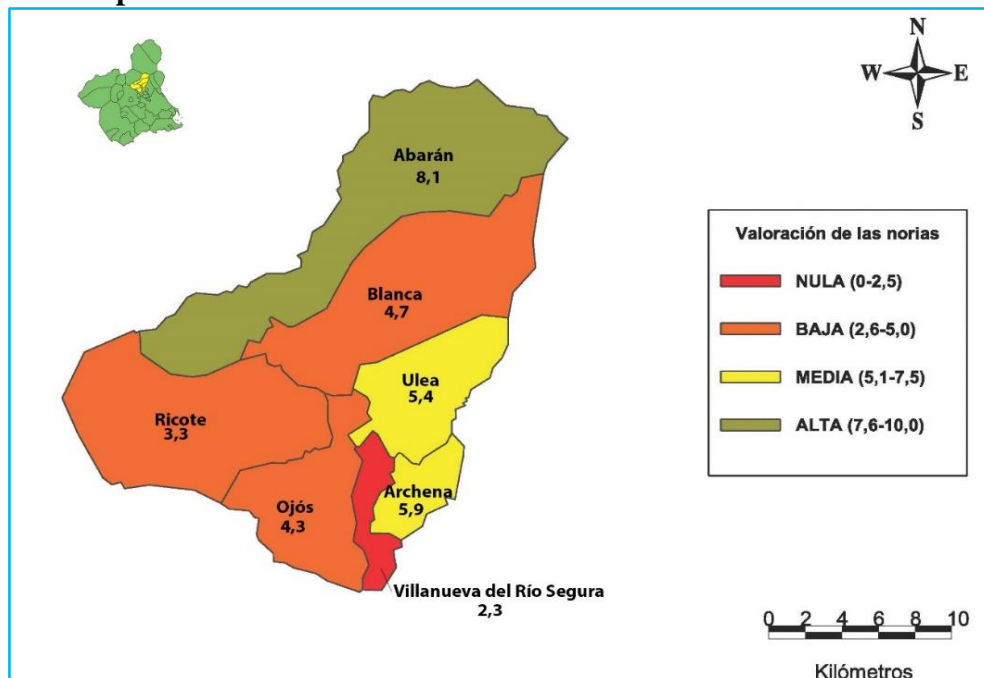 N
W E
S
Abarán
8,1
Blanca
4,7
Ulea
5,4
Ricote
3,3
Archena
5,9
Ojós
4,3
Villanueva del Río Segura
2,3
Valoración de las norias
NULA (0-2,5)
BAJA (2,6-5,0)
MEDIA (5,1-7,5)
ALTA (7,6-10,0)
0 2 4 6 8 10
Kilómetros